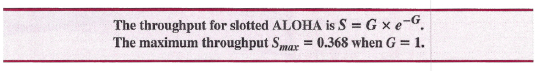 The throughput for slotted ALOHA is S = G × e^−G.
The maximum throughput S_max = 0.368 when G = 1.